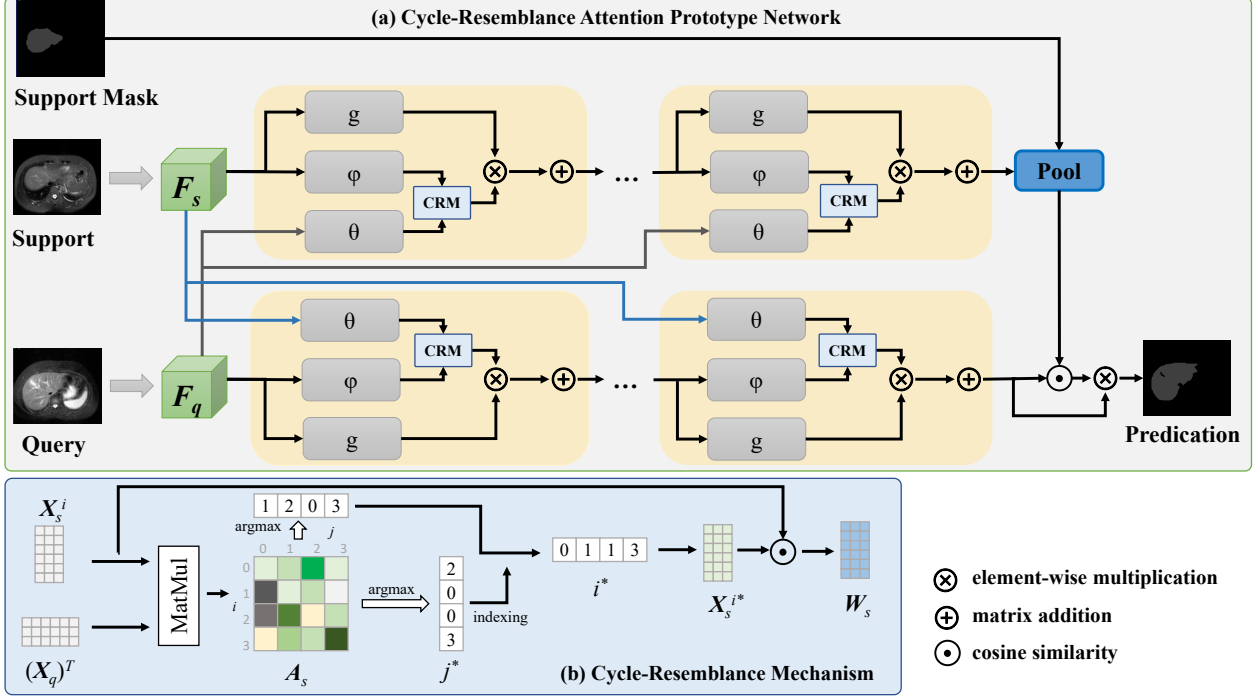 (a) Cycle-Resemblance Attention Prototype Network
Support Mask
g
g
φ
φ
Pool
F_s
CRM
...
CRM
Support
θ
θ
θ
θ
CRM
CRM
F_q
φ
...
φ
Query
g
g
Predication
X_s^i
1 2 0 3
argmax
j
0 1 2 3
0
1
2
3
i
MatMul
argmax
2
0
0
3
indexing
0 1 1 3
i*
X_s^{i*}
W_s
(X_q)^T
A_s
j*
(b) Cycle-Resemblance Mechanism
element-wise multiplication
matrix addition
cosine similarity